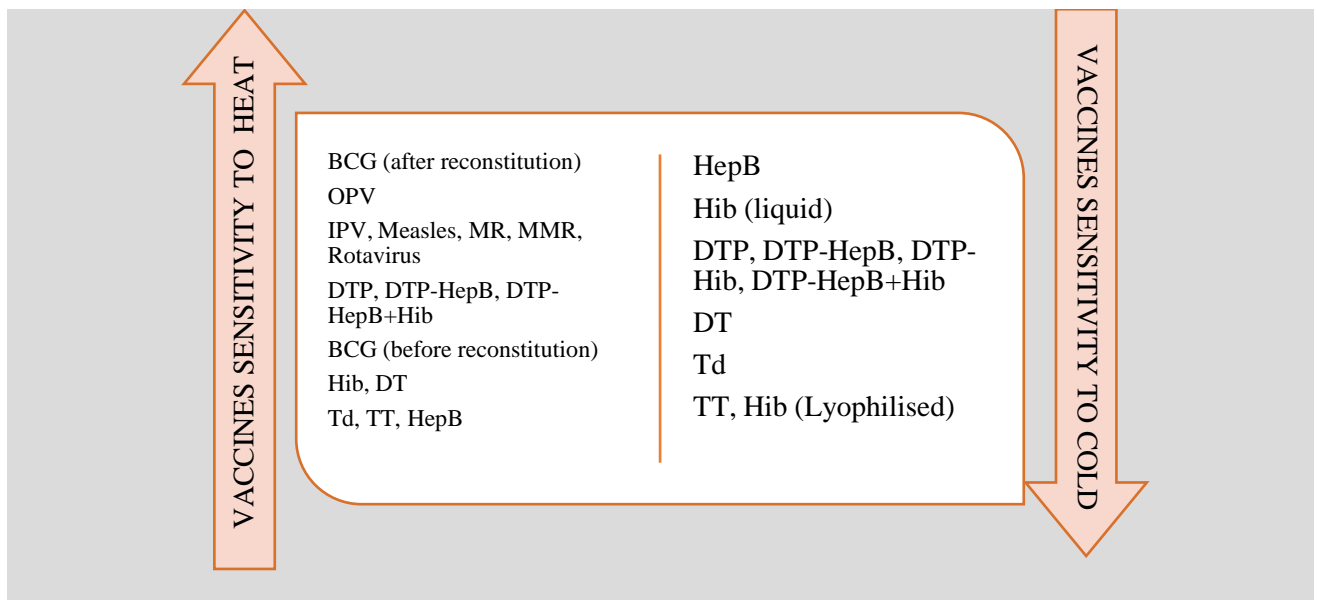 VACCINES SENSITIVITY TO HEAT
BCG (after reconstitution)
OPV
IPV, Measles, MR, MMR,
Rotavirus
DTP, DTP-HepB, DTP-
HepB+Hib
BCG (before reconstitution)
Hib, DT
Td, TT, HepB
HepB
Hib (liquid)
DTP, DTP-HepB, DTP-
Hib, DTP-HepB+Hib
DT
Td
TT, Hib (Lyophilised)
VACCINES SENSITIVITY TO COLD